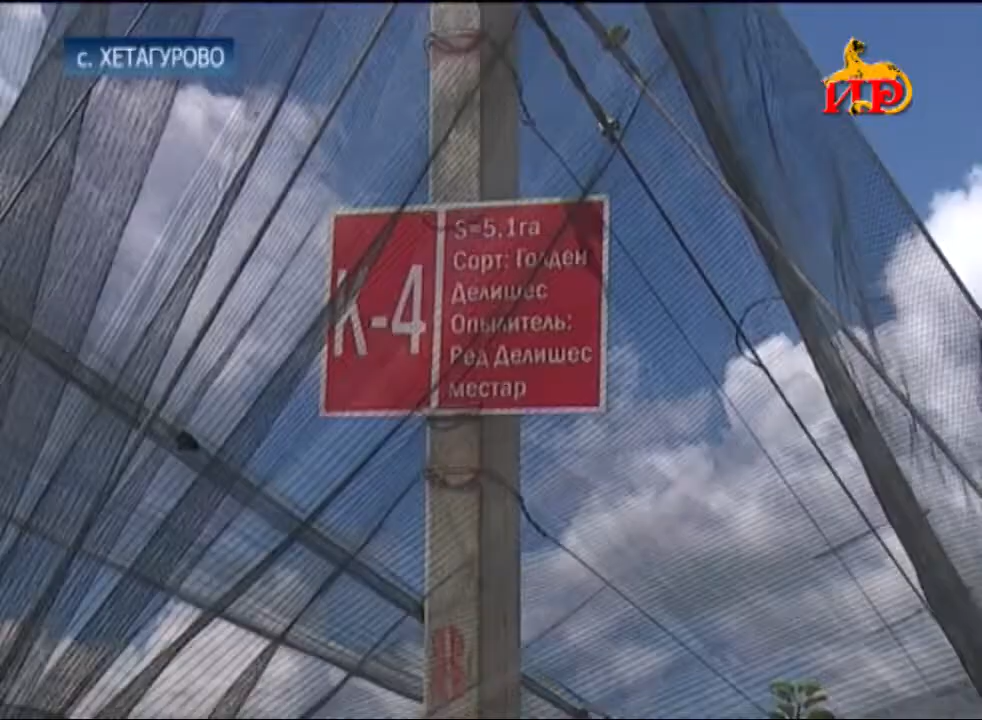 с. ХЕТАГУРОВО
ИР
К-4
S=5,1га
Сорт: Голден
Делишес
Опылитель:
Ред Делишес
местар